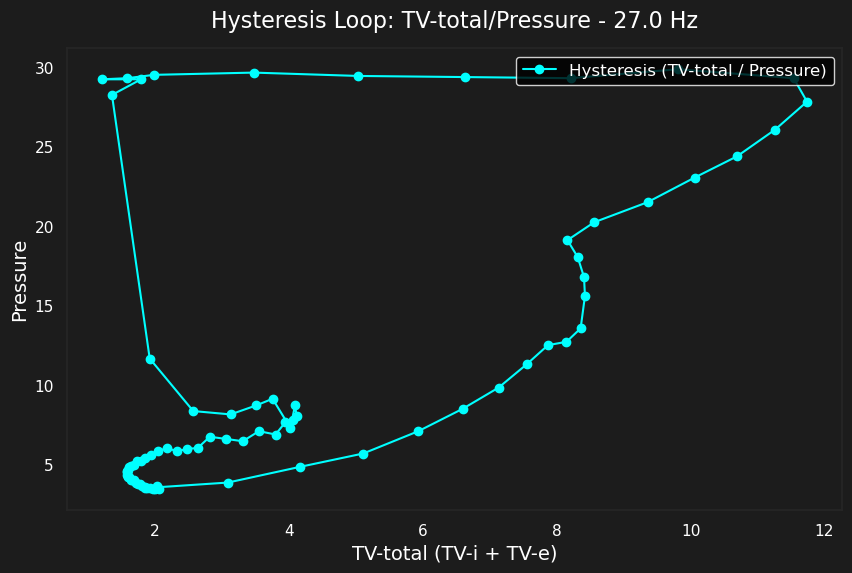 Hysteresis Loop: TV-total/Pressure - 27.0 Hz
Hysteresis (TV-total / Pressure)
30
25
20
15
10
5
Pressure
2 4 6 8 10 12
TV-total (TV-i + TV-e)